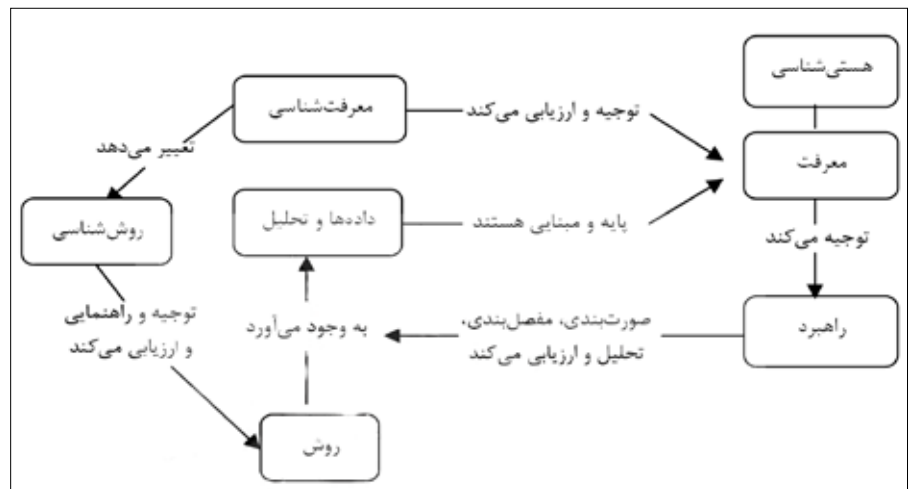 هستی‌شناسی
معرفت‌شناسی
توجیه و ارزیابی می‌کند
تغییر می‌دهد
معرفت
روش‌شناسی
داده‌ها و تحلیل
پایه و مبنایی هستند
توجیه می‌کند
توجیه و راهنمایی
و ارزیابی می‌کند
به وجود می‌آورد
صورت‌بندی، مفصل‌بندی،
تحلیل و ارزیابی می‌کند
راهبرد
روش